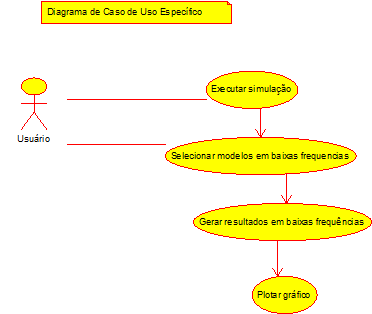 Diagrama de Caso de Uso Específico
Executar simulação
Usuário
Selecionar modelos em baixas frequencias
Gerar resultados em baixas frequências
Plotar gráfico